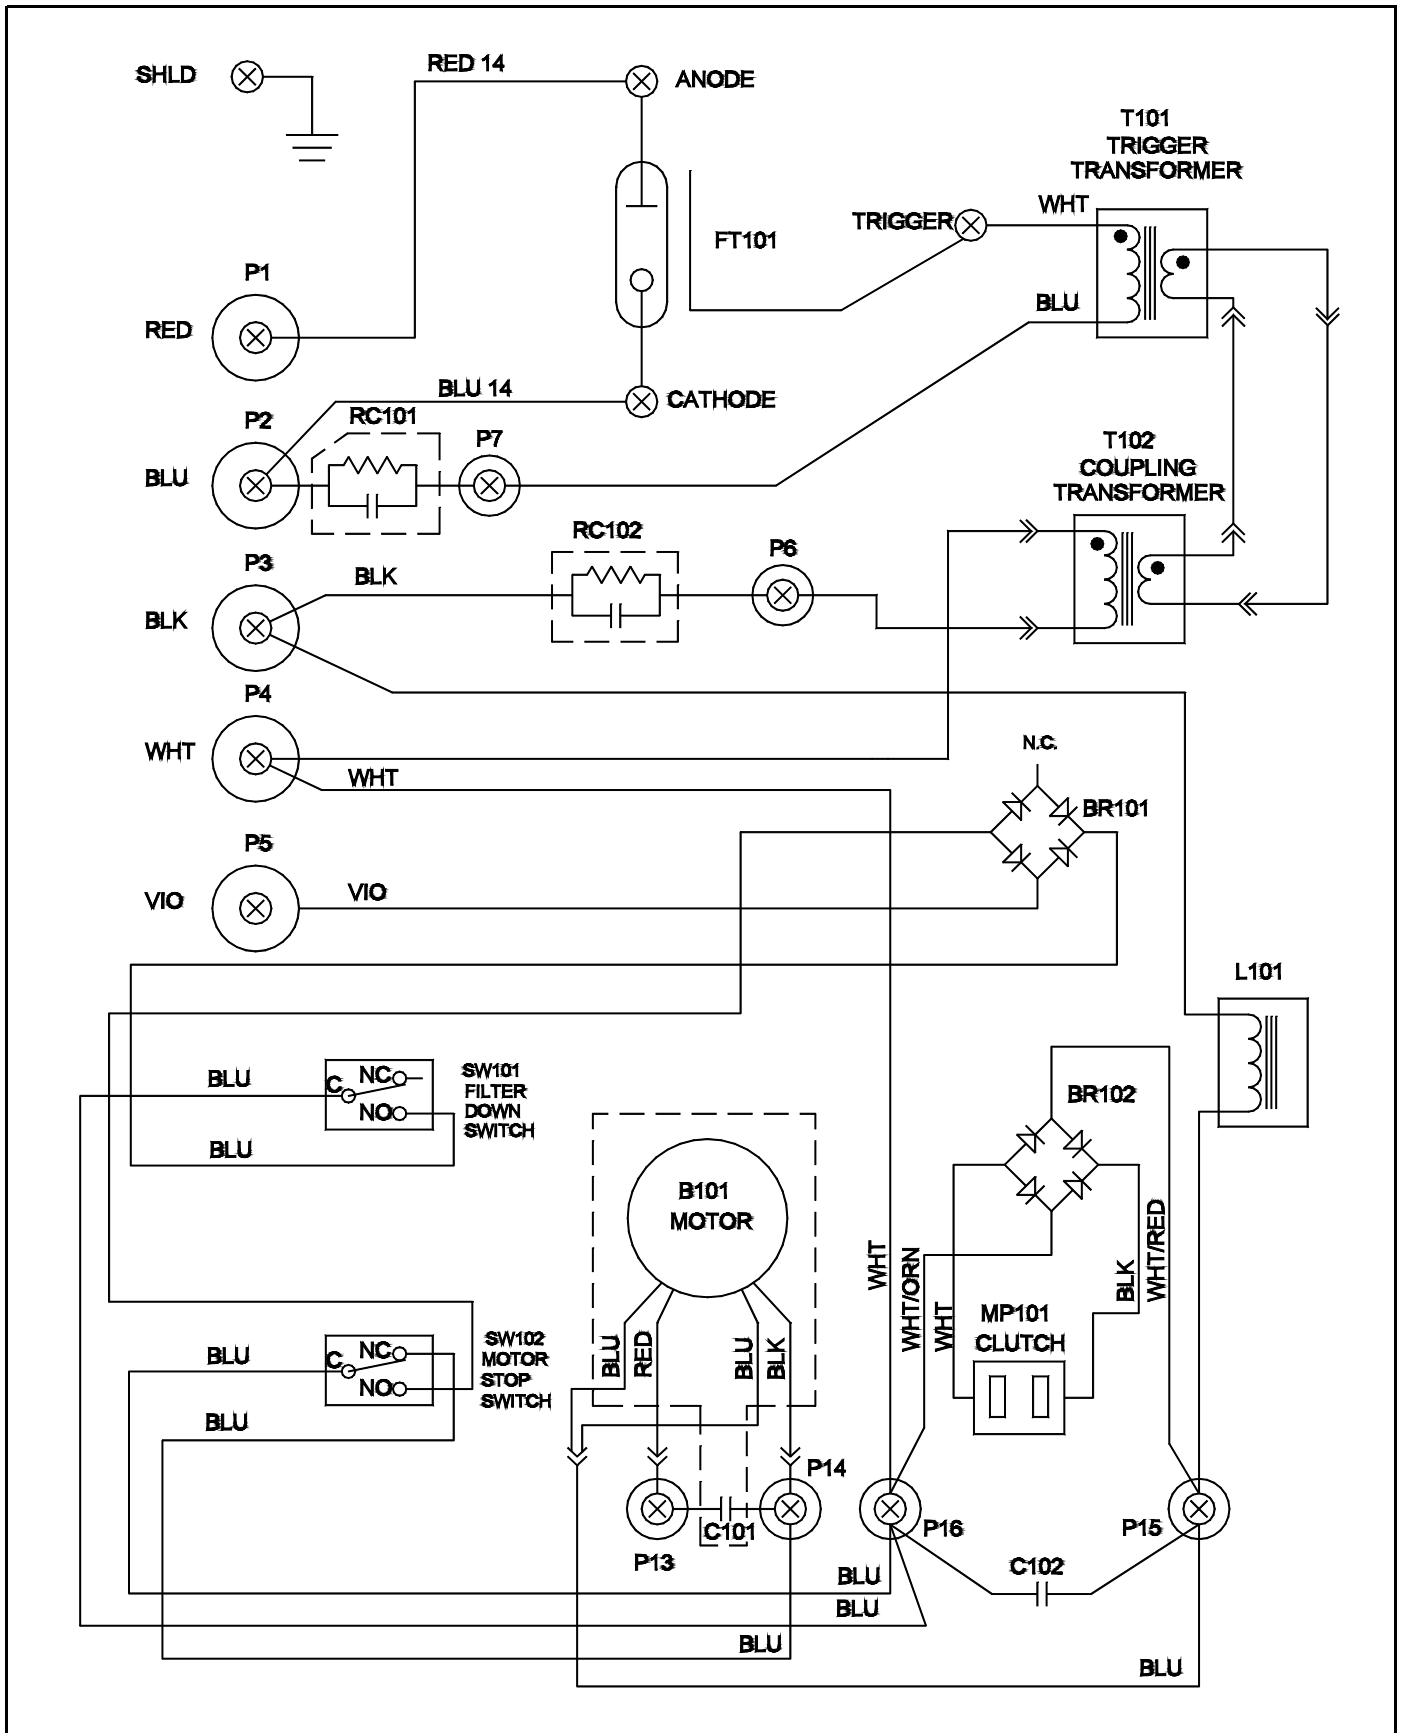 SHLD
RED 14
ANODE
T101
TRIGGER
TRANSFORMER
WHT
TRIGGER
FT101
P1
RED
BLU
BLU 14
CATHODE
P2
RC101
P7
BLU
T102
COUPLING
TRANSFORMER
RC102
P6
P3
BLK
BLK
P4
WHT
WHT
N.C.
BR101
P5
VIO
VIO
L101
BLU
C
NC
NO
SW101
FILTER
DOWN
SWITCH
BLU
BR102
B101
MOTOR
WHT
WHT/ORN
WHT
BLK
WHT/RED
MP101
CLUTCH
BLU
C
NC
NO
SW102
MOTOR
STOP
SWITCH
BLU
RED
BLU
BLK
BLU
P14
C101
P13
P16
P15
C102
BLU
BLU
BLU
BLU